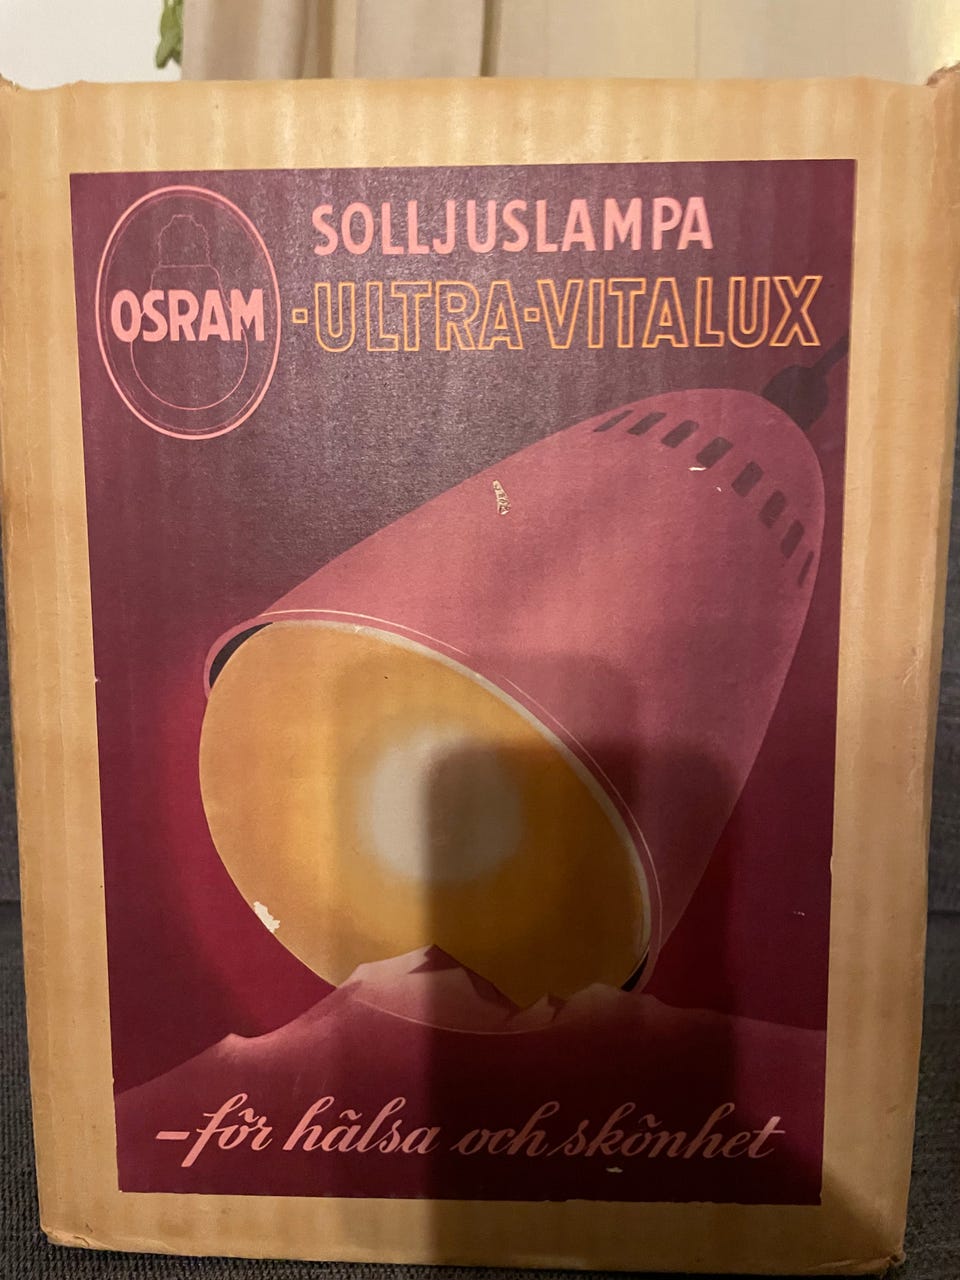 SOLLJUSLAMPA
OSRAM
-ULTRA-VITALUX
–för hälsa och skönhet